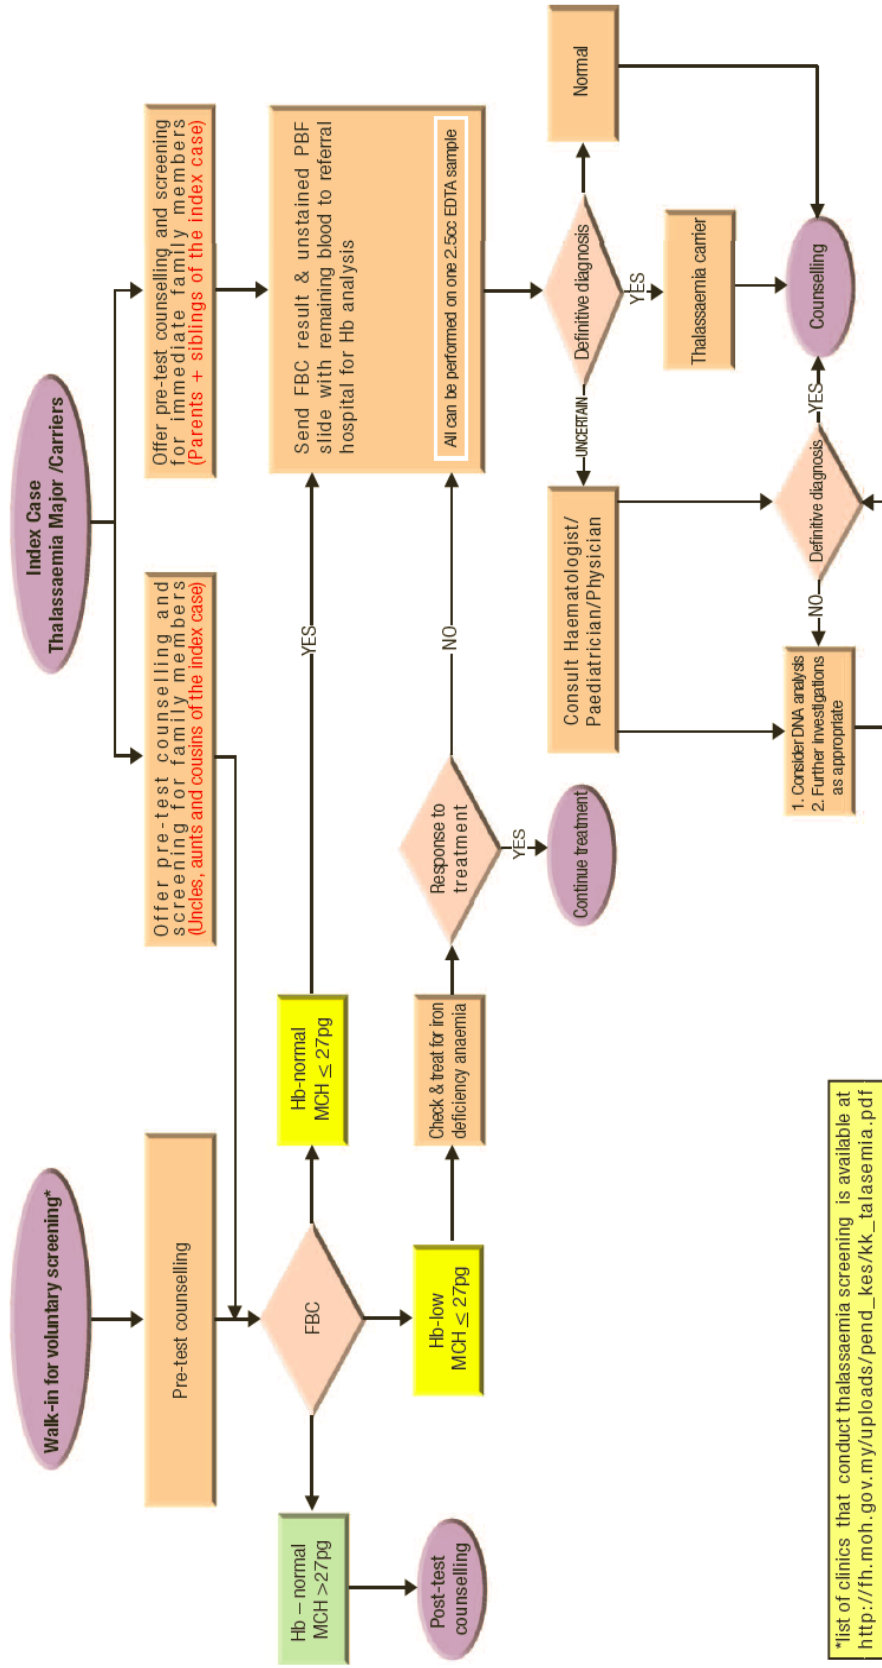 Walk-in for voluntary screening*
Index Case
Thalassaemia Major /Carriers
Pre-test counselling
Offer pre-test counselling and
screening for family members
(Uncles, aunts and cousins of the index case)
Offer pre-test counselling and screening
for immediate family members
(Parents + siblings of the index case)
FBC
Hb – normal
MCH >27pg
Hb-normal
MCH ≤ 27pg
YES
Send FBC result & unstained PBF
slide with remaining blood to referral
hospital for Hb analysis
All can be performed on one 2.5cc EDTA sample
Post-test
counselling
Hb-low
MCH ≤ 27pg
Check & treat for iron
deficiency anaemia
Response to
treatment
NO
YES
Continue treatment
Consult Haematologist/
Paediatrician/Physician
UNCERTAIN
Definitive diagnosis
Normal
YES
Thalassaemia carrier
1. Consider DNA analysis
2. Further investigations
as appropriate
NO
Definitive diagnosis
YES
Counselling
*list of clinics that conduct thalassaemia screening is available at
http://fh.moh.gov.my/uploads/pend_kes/kk_talasemia.pdf